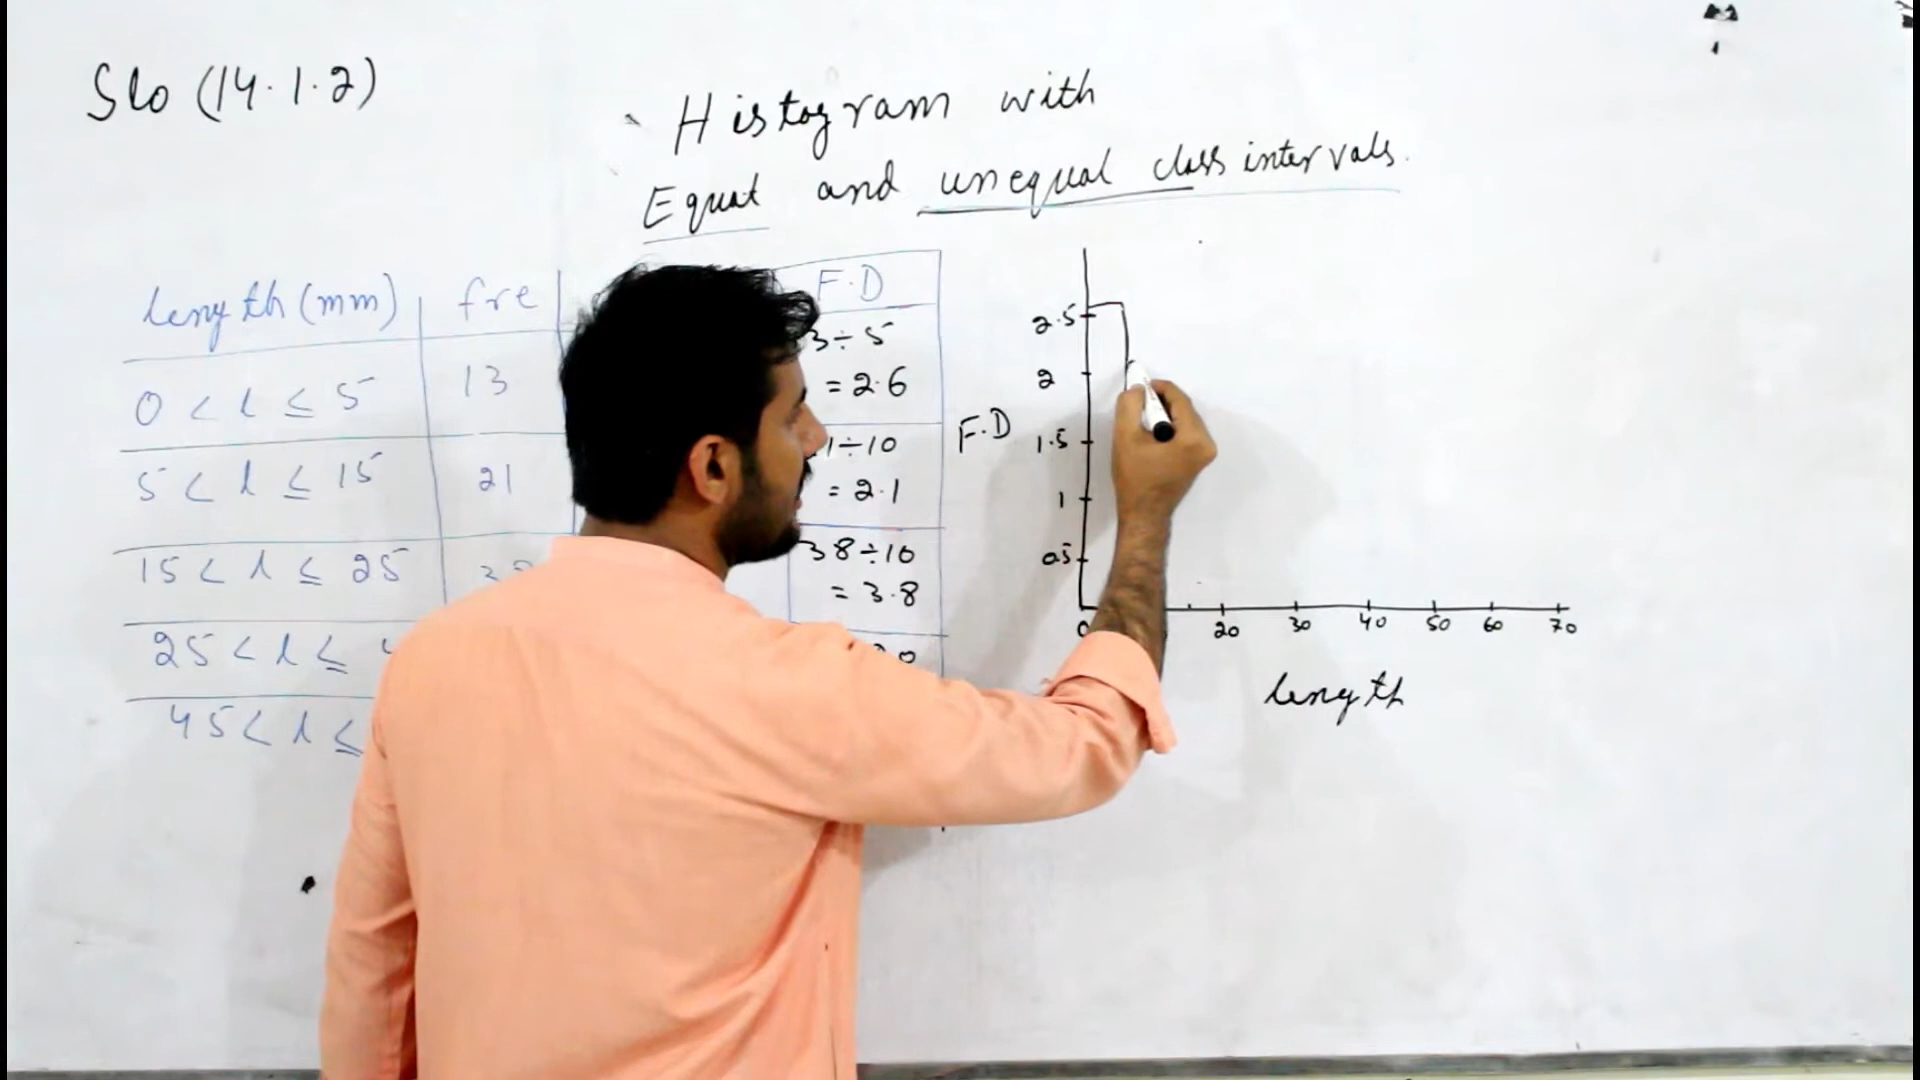 Slo (14.1.2)
Histogram with
Equal and unequal class intervals.
length (mm) fre F.D
0 < l ≤ 5 13 3 ÷ 5
= 2.6
5 < l ≤ 15 21 1 ÷ 10
= 2.1
15 < l ≤ 25 38 ÷ 10
= 3.8
25 < l ≤
45 < l ≤
2.5
2
F.D
1.5
1
0.5
0 20 30 40 50 60 70
length